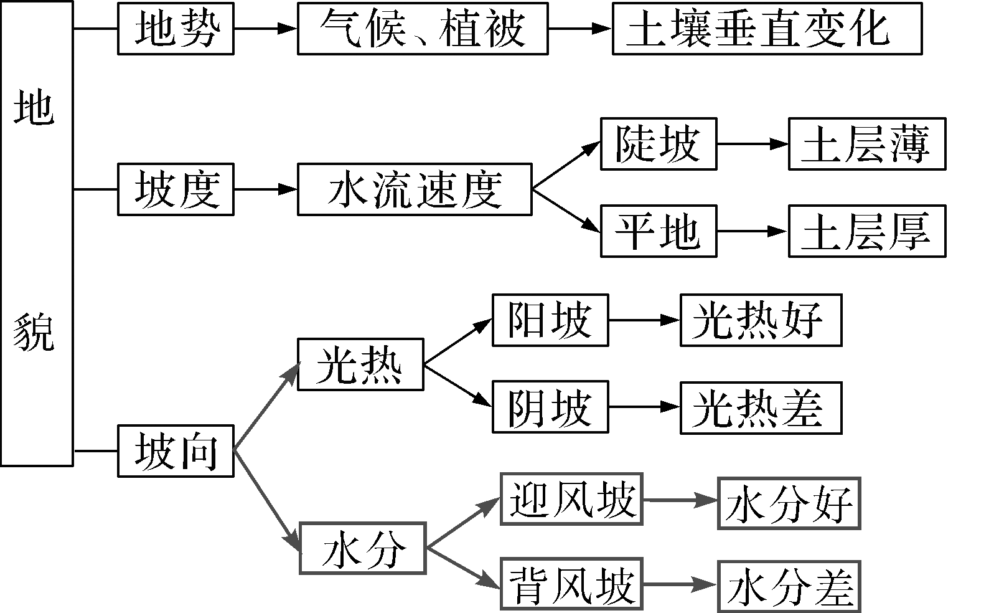 地貌
地势
气候、植被
土壤垂直变化
坡度
水流速度
陡坡
土层薄
平地
土层厚
坡向
光热
阳坡
光热好
阴坡
光热差
水分
迎风坡
水分好
背风坡
水分差